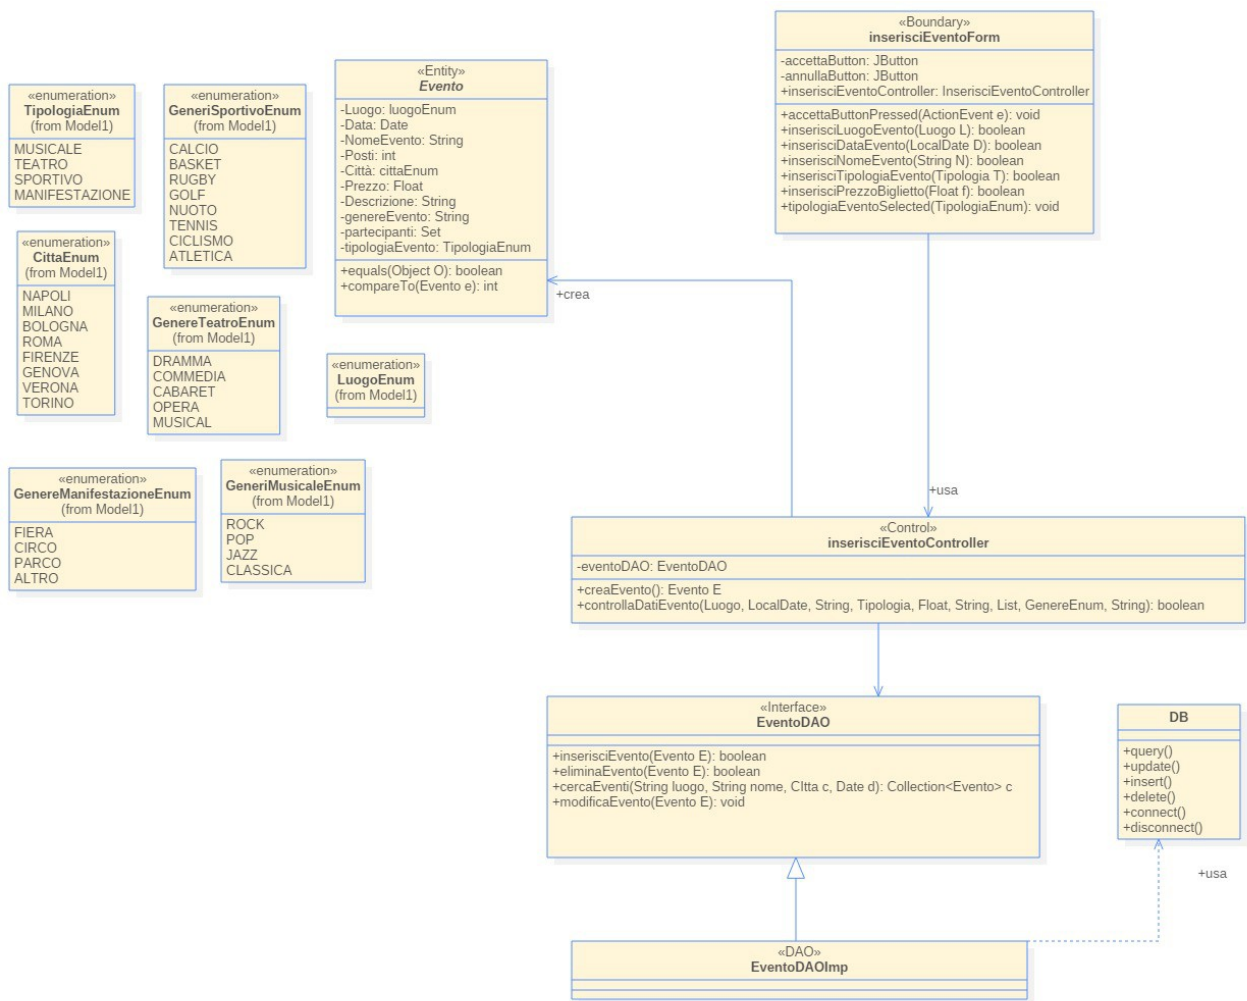 «Boundary»
inserisciEventoForm
-accettaButton: JButton
-annullaButton: JButton
+inserisciEventoController: InserisciEventoController
+accettaButtonPressed(ActionEvent e): void
+inserisciLuogoEvento(Luogo L): boolean
+inserisciDataEvento(LocalDate D): boolean
+inserisciNomeEvento(String N): boolean
+inserisciTipologiaEvento(Tipologia T): boolean
+inserisciPrezzoBiglietto(Float f): boolean
+tipologiaEventoSelected(TipologiaEnum): void
«Entity»
Evento
-Luogo: luogoEnum
-Data: Date
-NomeEvento: String
-Posti: int
-Città: cittaEnum
-Prezzo: Float
-Descrizione: String
-genereEvento: String
-partecipanti: Set
-tipologiaEvento: TipologiaEnum
+equals(Object O): boolean
+compareTo(Evento e): int
«enumeration»
TipologiaEnum
(from Model1)
MUSICALE
TEATRO
SPORTIVO
MANIFESTAZIONE
«enumeration»
GeneriSportivoEnum
(from Model1)
CALCIO
BASKET
RUGBY
GOLF
NUOTO
TENNIS
CICLISMO
ATLETICA
«enumeration»
CittaEnum
(from Model1)
NAPOLI
MILANO
BOLOGNA
ROMA
FIRENZE
GENOVA
VERONA
TORINO
«enumeration»
GenereTeatroEnum
(from Model1)
DRAMMA
COMMEDIA
CABARET
OPERA
MUSICAL
«enumeration»
LuogoEnum
(from Model1)
+crea
«enumeration»
GenereManifestazioneEnum
(from Model1)
FIERA
CIRCO
PARCO
ALTRO
«enumeration»
GeneriMusicaleEnum
(from Model1)
ROCK
POP
JAZZ
CLASSICA
+usa
«Control»
inserisciEventoController
-eventoDAO: EventoDAO
+creaEvento(): Evento E
+controllaDatiEvento(Luogo, LocalDate, String, Tipologia, Float, String, List, GenereEnum, String): boolean
«Interface»
EventoDAO
+inserisciEvento(Evento E): boolean
+eliminaEvento(Evento E): boolean
+cercaEventi(String luogo, String nome, CItta c, Date d): Collection<Evento> c
+modificaEvento(Evento E): void
DB
+query()
+update()
+insert()
+delete()
+connect()
+disconnect()
+usa
«DAO»
EventoDAOImp